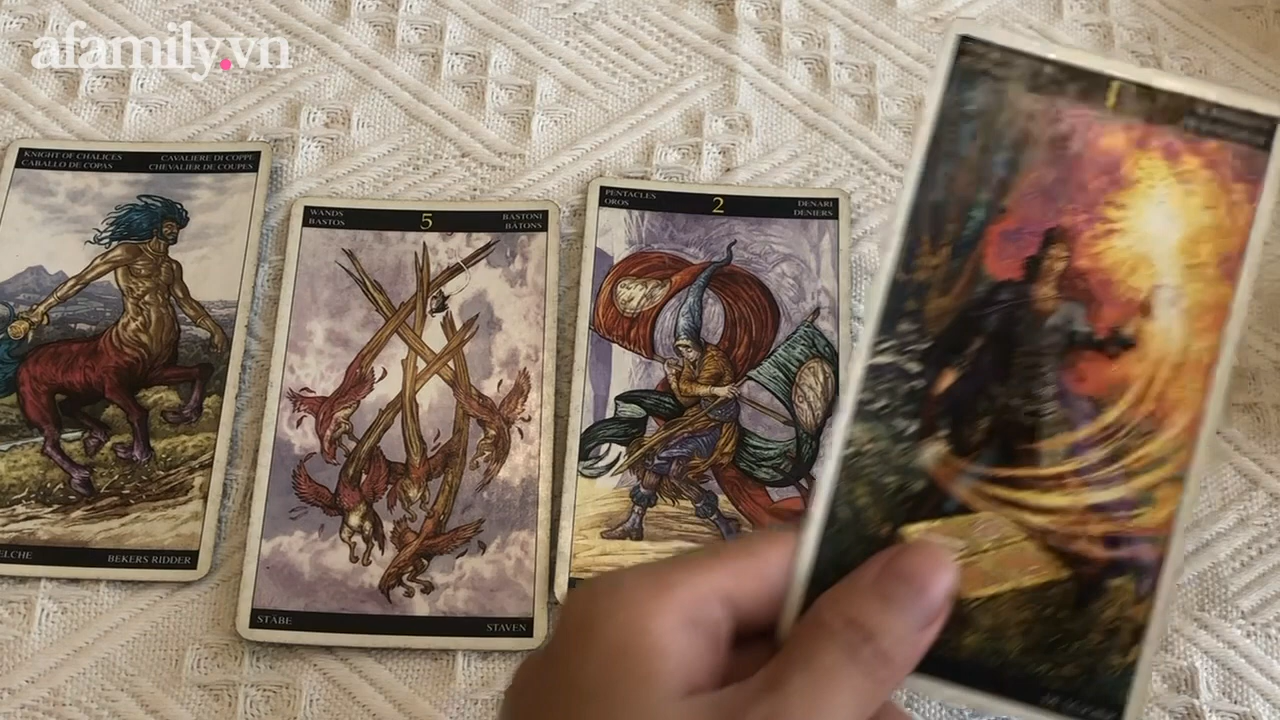 afamily.vn
KNIGHT OF CHALICES
CABALLO DE COPAS
CAVALIERE DI COPPE
CHEVALIER DE COUPES
ELCHE
BEKERS RIDDER
WANDS
BASTOS
5
BASTONI
BÂTONS
STÄBE
STAVEN
PENTACLES
OROS
2
DENARI
DENIERS